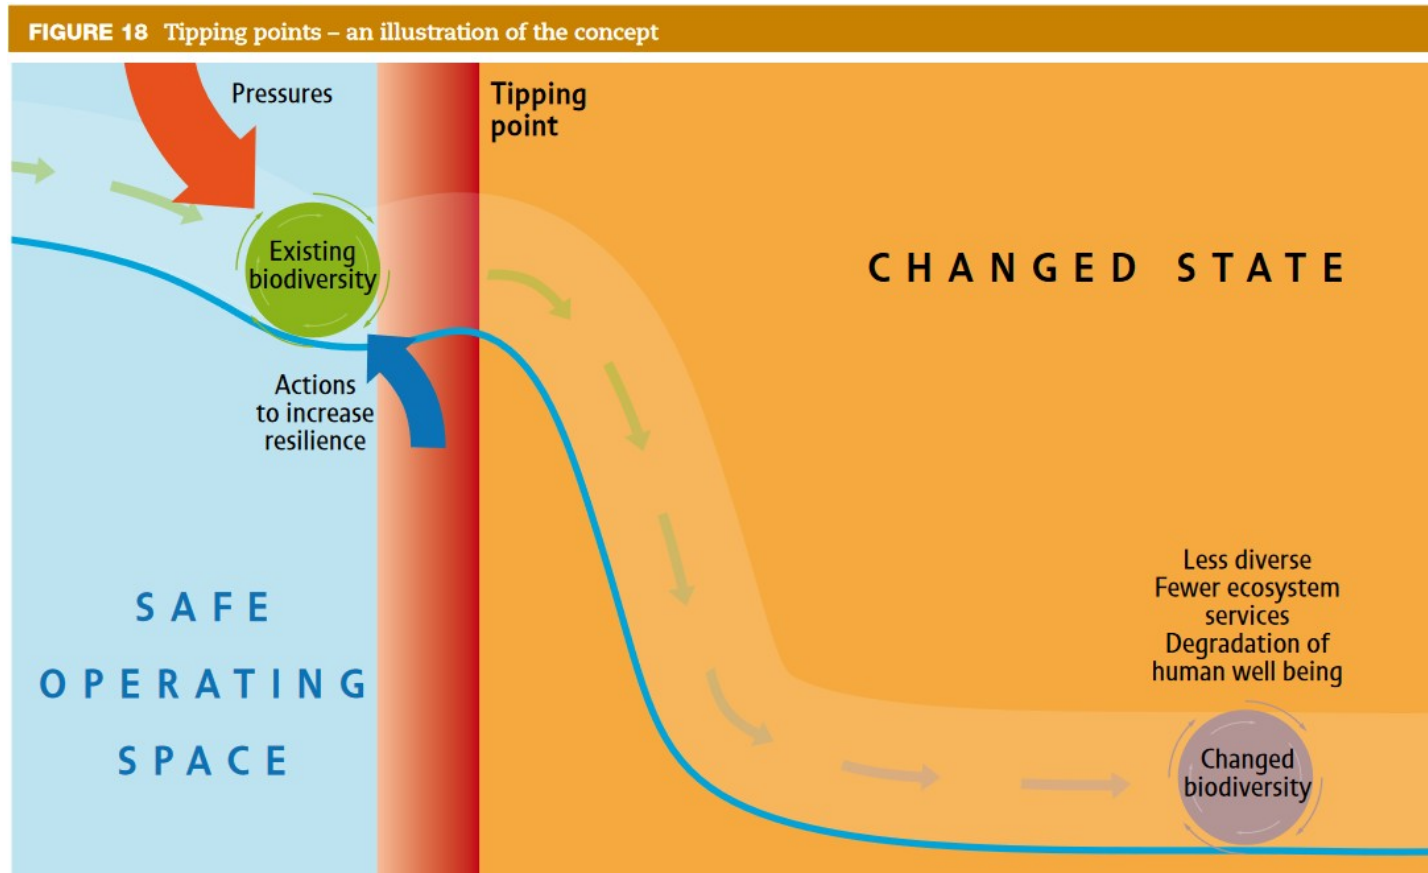 FIGURE 18 Tipping points – an illustration of the concept
Pressures
Tipping
point
Existing
biodiversity
CHANGED STATE
Actions
to increase
resilience
SAFE
OPERATING
SPACE
Less diverse
Fewer ecosystem
services
Degradation of
human well being
Changed
biodiversity